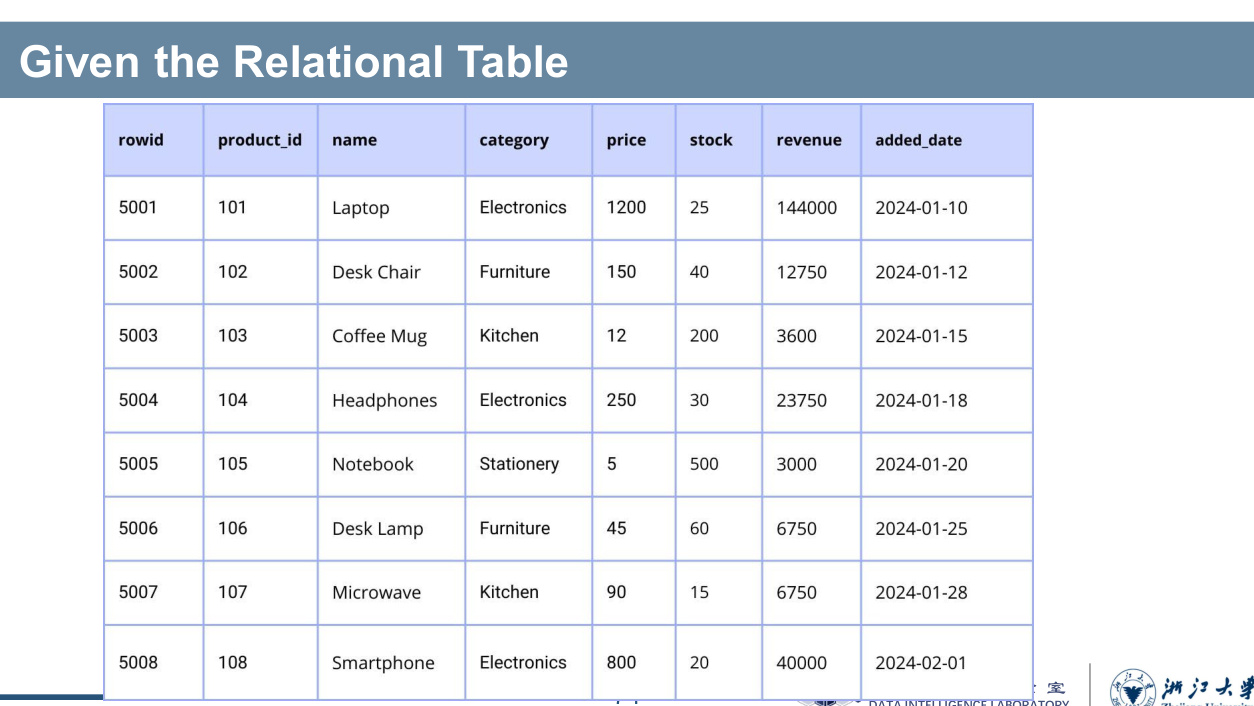 Given the Relational Table
rowid product_id name category price stock revenue added_date
5001 101 Laptop Electronics 1200 25 144000 2024-01-10
5002 102 Desk Chair Furniture 150 40 12750 2024-01-12
5003 103 Coffee Mug Kitchen 12 200 3600 2024-01-15
5004 104 Headphones Electronics 250 30 23750 2024-01-18
5005 105 Notebook Stationery 5 500 3000 2024-01-20
5006 106 Desk Lamp Furniture 45 60 6750 2024-01-25
5007 107 Microwave Kitchen 90 15 6750 2024-01-28
5008 108 Smartphone Electronics 800 20 40000 2024-02-01
室
DATA INTELLIGENCE LABORATORY
浙江大学